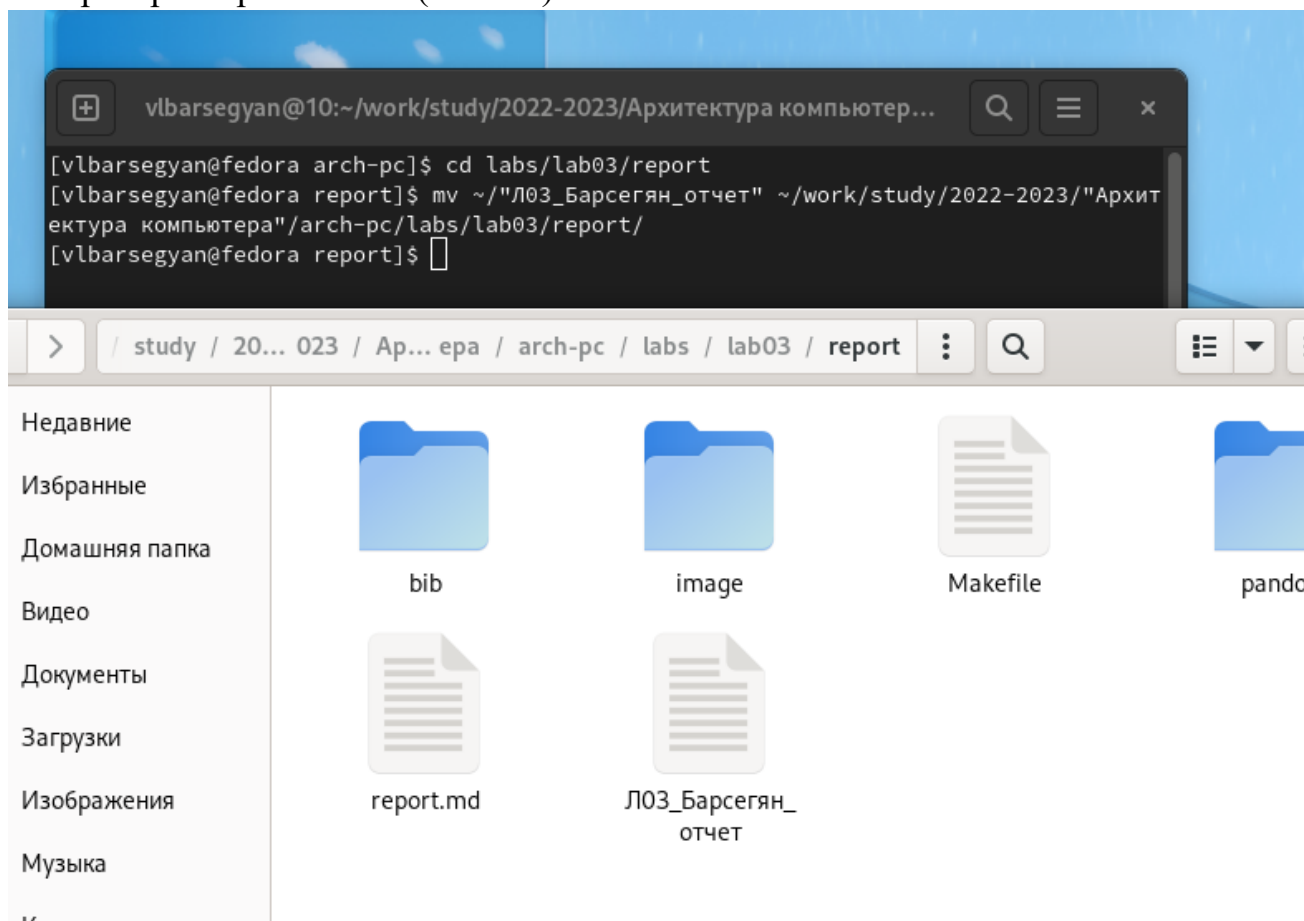 vlbarsegyan@10:~/work/study/2022-2023/Архитектура компьютер...
[vlbarsegyan@fedora arch-pc]$ cd labs/lab03/report
[vlbarsegyan@fedora report]$ mv ~/"Л03_Барсегян_отчет" ~/work/study/2022-2023/"Архит
ектура компьютера"/arch-pc/labs/lab03/report/
[vlbarsegyan@fedora report]$
/ study / 20... 023 / Ар... ера / arch-pc / labs / lab03 / report
Недавние
Избранные
Домашняя папка
Видео
Документы
Загрузки
Изображения
Музыка
bib
image
Makefile
pando
report.md
Л03_Барсегян_
отчет